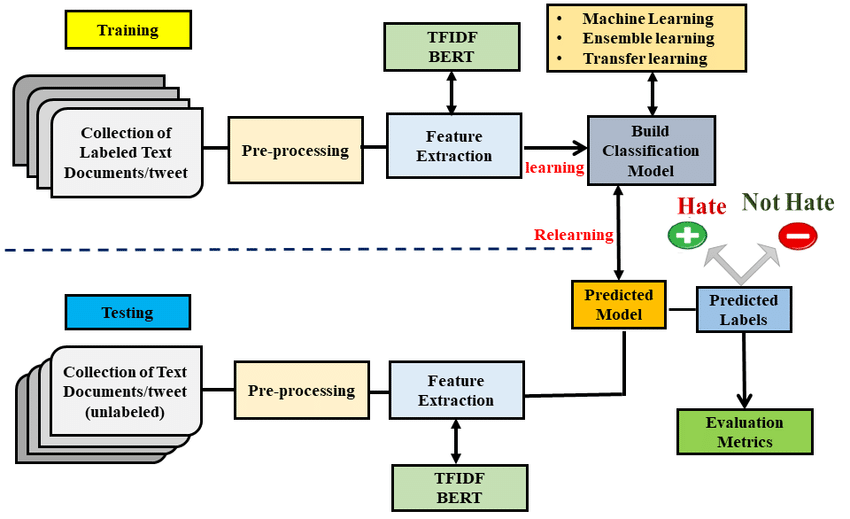 Training
TFIDF
BERT
• Machine Learning
• Ensemble learning
• Transfer learning
Collection of
Labeled Text
Documents/tweet
Pre-processing
Feature
Extraction
learning
Build
Classification
Model
Relearning
Hate
Not Hate
Predicted
Model
Predicted
Labels
Testing
Collection of Text
Documents/tweet
(unlabeled)
Pre-processing
Feature
Extraction
TFIDF
BERT
Evaluation
Metrics